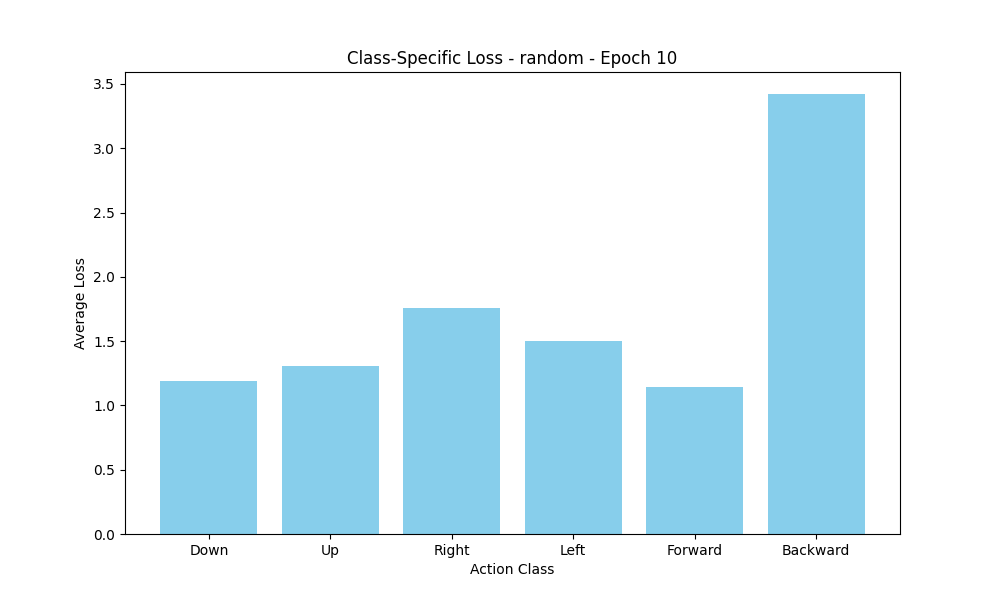 Class-Specific Loss - random - Epoch 10
3.5
3.0
2.5
2.0
1.5
1.0
0.5
0.0
Average Loss
Down Up Right Left Forward Backward
Action Class